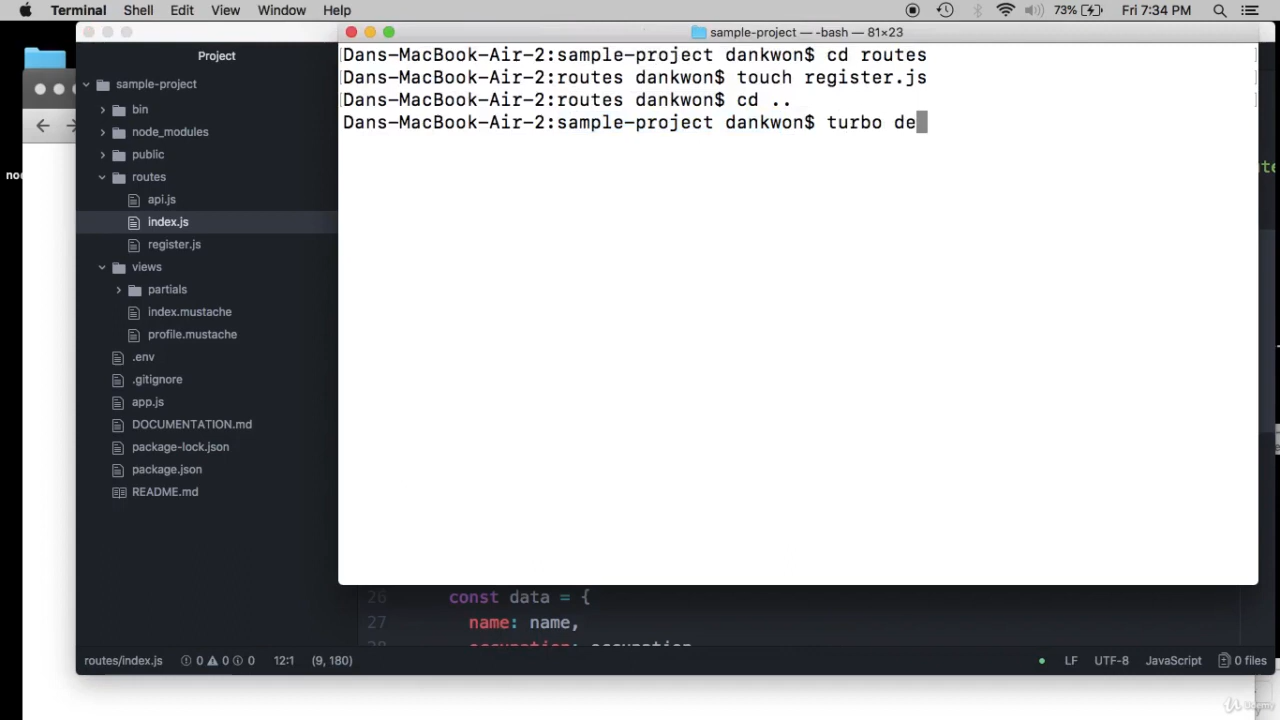 Terminal Shell Edit View Window Help 73% Fri 7:34 PM
Project
sample-project — -bash — 81×23
sample-project
bin
node_modules
public
routes
api.js
index.js
register.js
views
partials
index.mustache
profile.mustache
.env
.gitignore
app.js
DOCUMENTATION.md
package-lock.json
package.json
README.md
Dans-MacBook-Air-2:sample-project dankwon$ cd routes
Dans-MacBook-Air-2:routes dankwon$ touch register.js
Dans-MacBook-Air-2:routes dankwon$ cd ..
Dans-MacBook-Air-2:sample-project dankwon$ turbo de
26 const data = {
27 name: name,
routes/index.js 0 0 0 12:1 (9, 180) LF UTF-8 JavaScript 0 files
Udemy